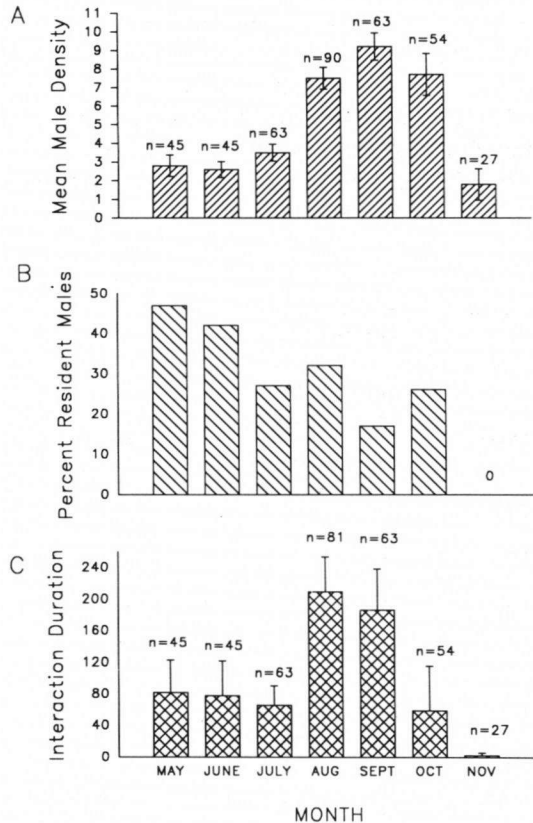 A
Mean Male Density
11
10
9
8
7
6
5
4
3
2
1
0
n=45
n=45
n=63
n=90
n=63
n=54
n=27
B
Percent Resident Males
50
40
30
20
10
0
0
C
Interaction Duration
240
200
160
120
80
40
0
n=45
n=45
n=63
n=81
n=63
n=54
n=27
MAY JUNE JULY AUG SEPT OCT NOV
MONTH